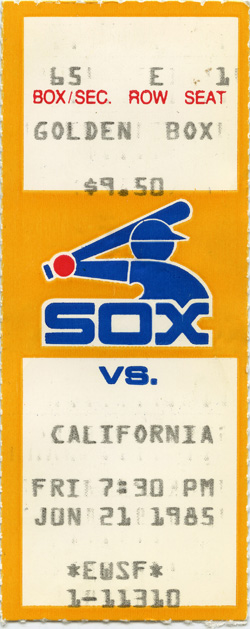 65 E 1
BOX/SEC. ROW SEAT
GOLDEN BOX
$9.50
SOX
VS.
CALIFORNIA
FRI 7:30 PM
JUN 21 1985
*EWSF*
1-11310